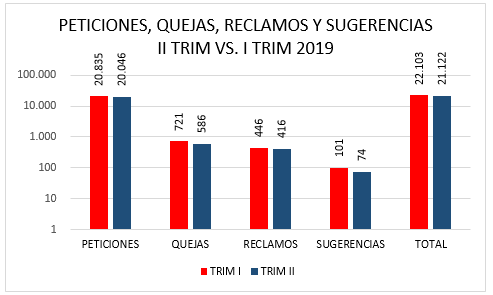 PETICIONES, QUEJAS, RECLAMOS Y SUGERENCIAS
II TRIM VS. I TRIM 2019
100.000
10.000
1.000
100
10
1
20.835
20.046
721
586
446
416
101
74
22.103
21.122
PETICIONES
QUEJAS
RECLAMOS
SUGERENCIAS
TOTAL
TRIM I
TRIM II